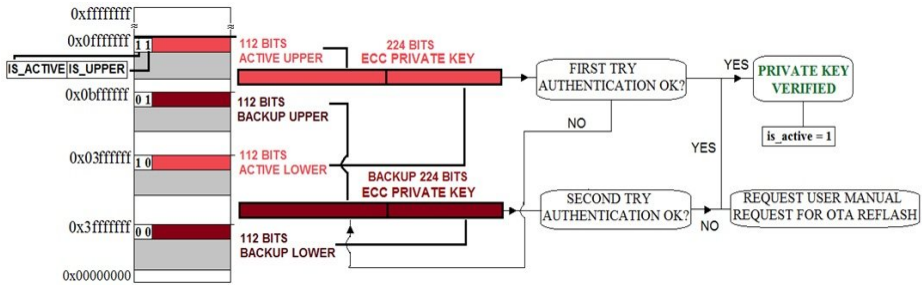 0xffffffff
0x0fffffff
1 1
IS_ACTIVE IS_UPPER
0x0bffffff
0 1
0x03ffffff
1 0
0x3fffffff
0 0
0x00000000
112 BITS
ACTIVE UPPER
112 BITS
BACKUP UPPER
112 BITS
ACTIVE LOWER
112 BITS
BACKUP LOWER
224 BITS
ECC PRIVATE KEY
BACKUP 224 BITS
ECC PRIVATE KEY
FIRST TRY
AUTHENTICATION OK?
NO
YES
PRIVATE KEY
VERIFIED
is_active = 1
YES
SECOND TRY
AUTHENTICATION OK?
NO
REQUEST USER MANUAL
REQUEST FOR OTA REFLASH